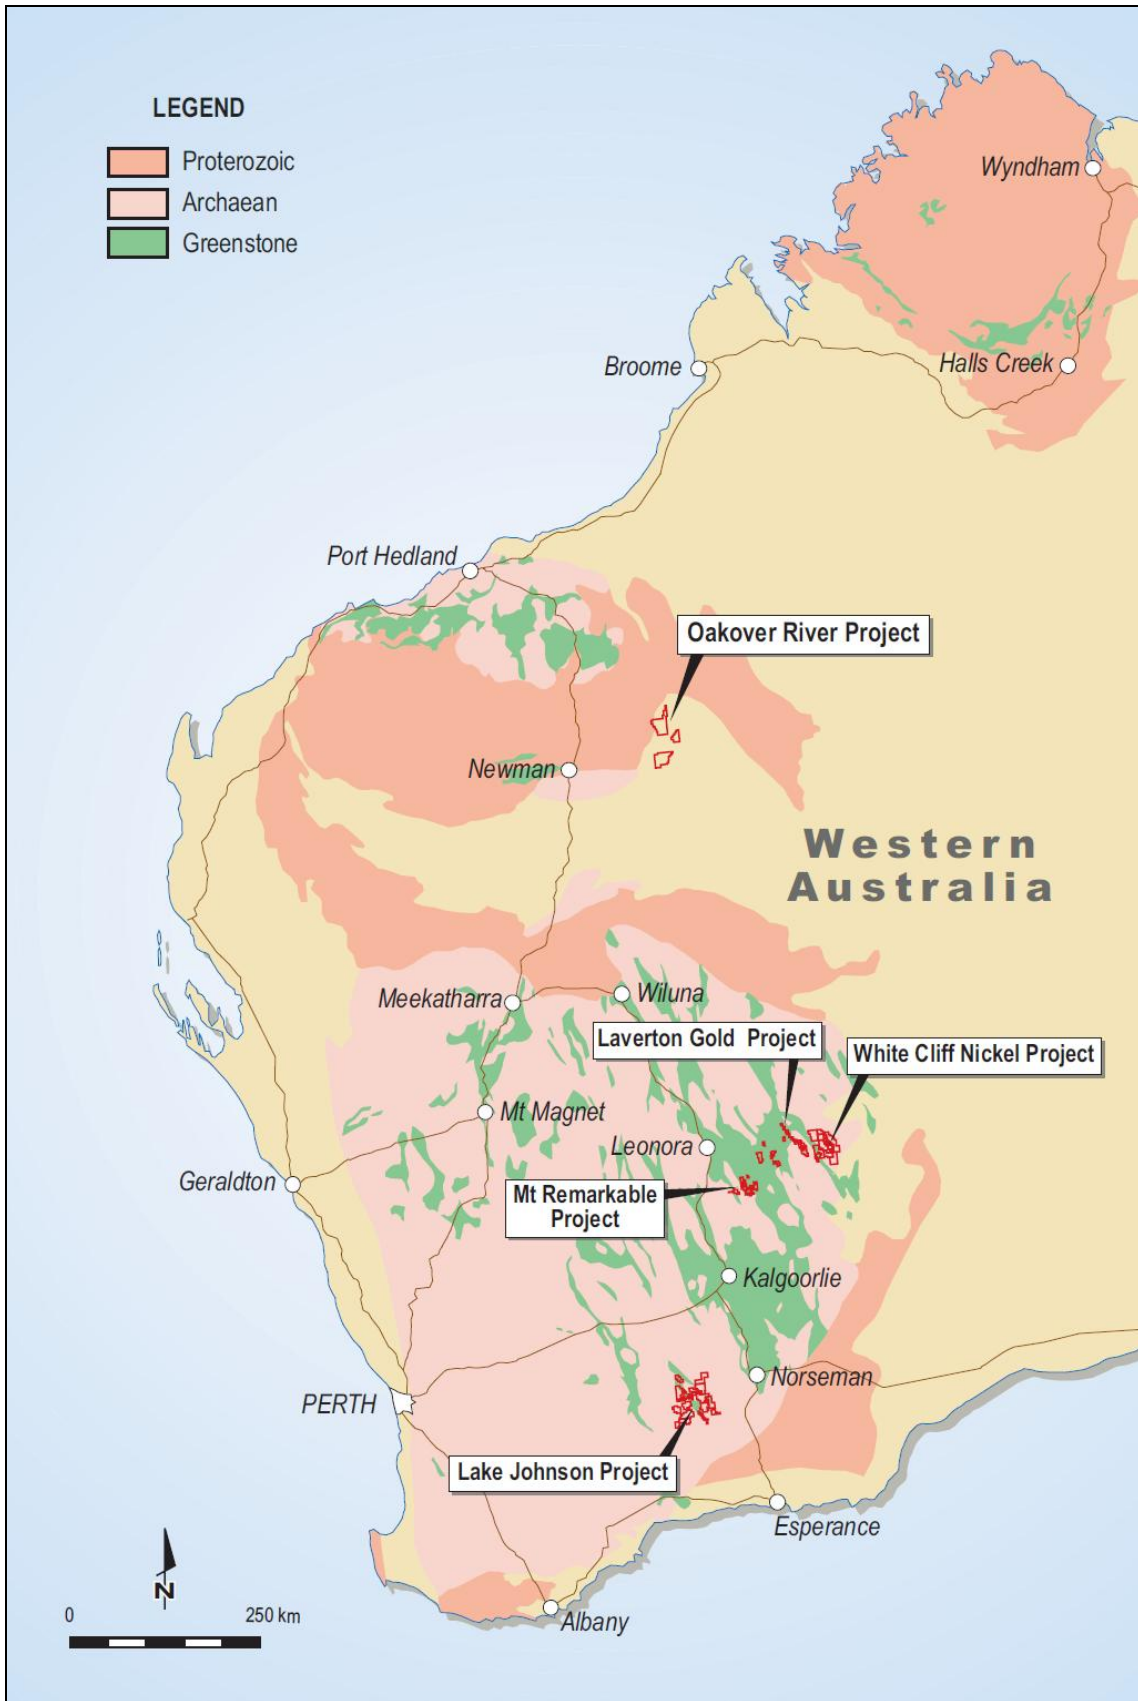 LEGEND
Proterozoic
Archaean
Greenstone
Wyndham
Broome
Halls Creek
Port Hedland
Oakover River Project
Newman
Western
Australia
Meekatharra
Wiluna
Laverton Gold Project
White Cliff Nickel Project
Mt Magnet
Leonora
Geraldton
Mt Remarkable
Project
Kalgoorlie
Norseman
PERTH
Lake Johnson Project
Esperance
N
0 250 km
Albany